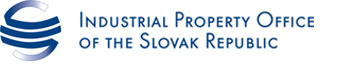 Industrial Property Office
of the Slovak Republic